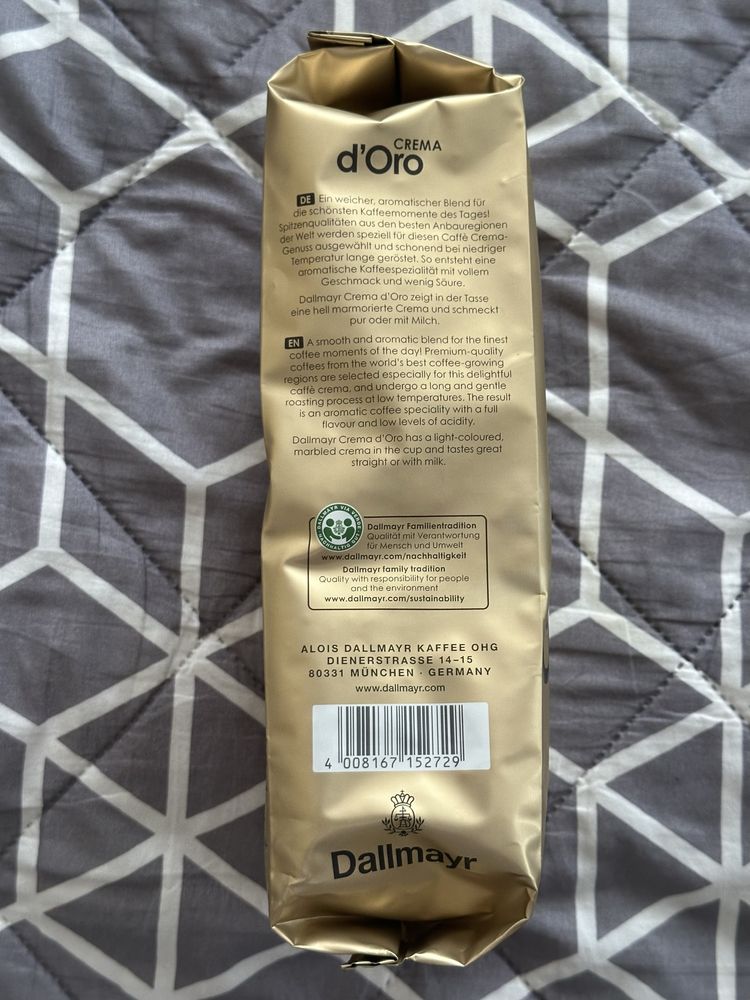 CREMA
d'Oro
DE Ein weicher, aromatischer Blend für
die schönsten Kaffeemomente des Tages!
Spitzenqualitäten aus den besten Anbauregionen
der Welt werden speziell für diesen Caffè Crema-
Genuss ausgewählt und schonend bei niedriger
Temperatur lange geröstet. So entsteht eine
aromatische Kaffeespezialität mit vollem
Geschmack und wenig Säure.
Dallmayr Crema d'Oro zeigt in der Tasse
eine hell marmorierte Crema und schmeckt
pur oder mit Milch.
EN A smooth and aromatic blend for the finest
coffee moments of the day! Premium-quality
coffees from the world's best coffee-growing
regions are selected especially for this delightful
caffè crema, and undergo a long and gentle
roasting process at low temperatures. The result
is an aromatic coffee speciality with a full
flavour and low levels of acidity.
Dallmayr Crema d'Oro has a light-coloured,
marbled crema in the cup and tastes great
straight or with milk.
DALLMAYR VIA VERDE
NACHHALTIG
Dallmayr Familientradition
Qualität mit Verantwortung
für Mensch und Umwelt
www.dallmayr.com/nachhaltigkeit
Dallmayr family tradition
Quality with responsibility for people
and the environment
www.dallmayr.com/sustainability
ALOIS DALLMAYR KAFFEE OHG
DIENERSTRASSE 14–15
80331 MÜNCHEN · GERMANY
www.dallmayr.com
4 008167 152729
Dallmayr